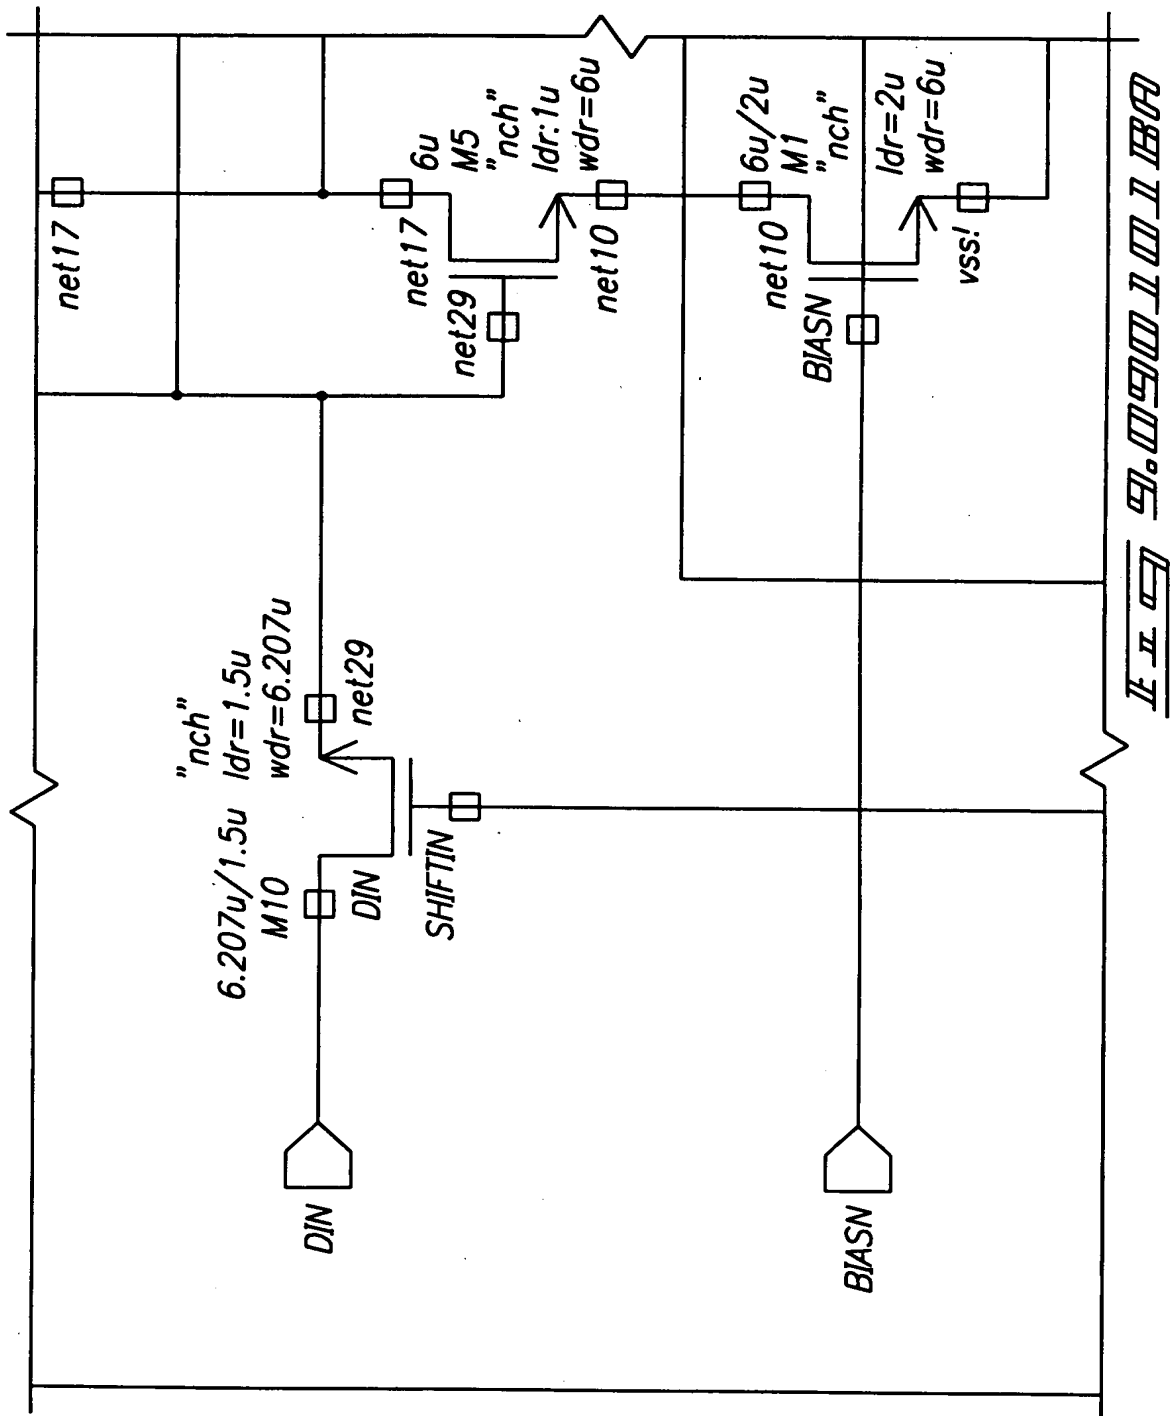 net17
6u
M5
"nch"
ldr:1u
wdr=6u
net17
net29
net10
6u/2u
M1
"nch"
ldr=2u
wdr=6u
net10
BIASN
vss!
"nch"
6.207u/1.5u ldr=1.5u
M10 wdr=6.207u
DIN
net29
SHIFTIN
DIN
BIASN
FIG 9.0901101BA